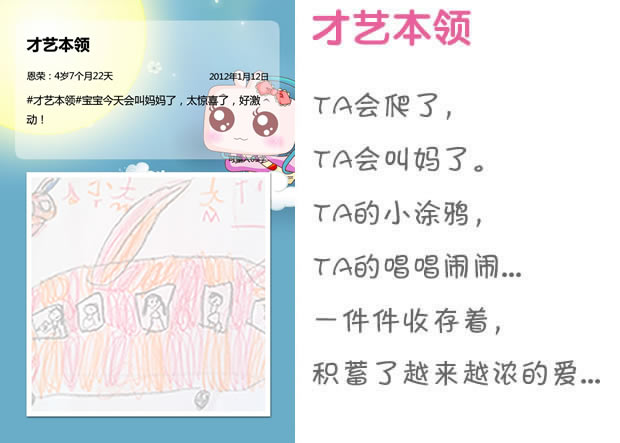 才艺本领
恩荣：4岁7个月22天
2012年1月12日
#才艺本领#宝宝今天会叫妈妈了，太惊喜了，好激
动！
才艺本领
TA会爬了，
TA会叫妈了。
TA的小涂鸦，
TA的唱唱闹闹...
一件件收存着，
积蓄了越来越浓的爱...